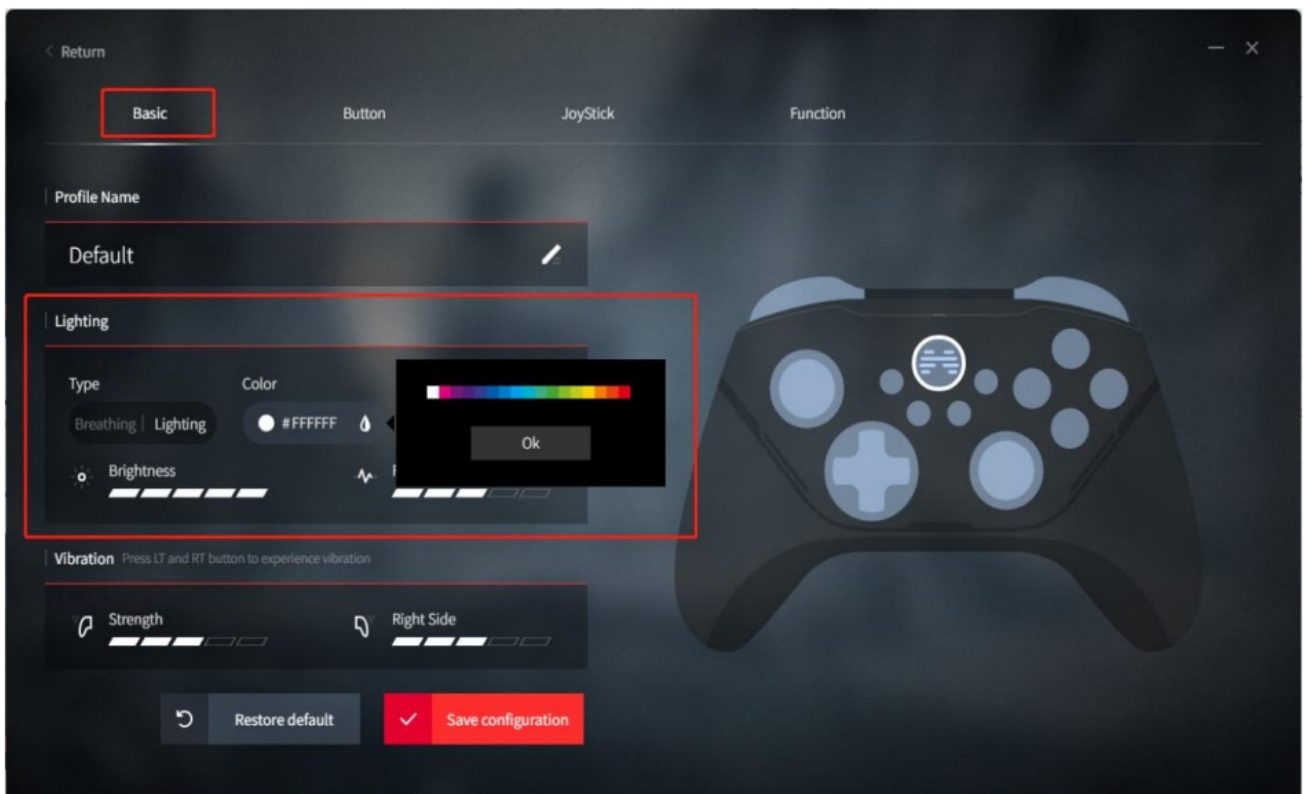 Return
Basic Button JoyStick Function
Profile Name
Default
Lighting
Type Color
Breathing | Lighting #FFFFFF
Ok
Brightness
Vibration Press LT and RT button to experience vibration
Strength Right Side
Restore default Save configuration